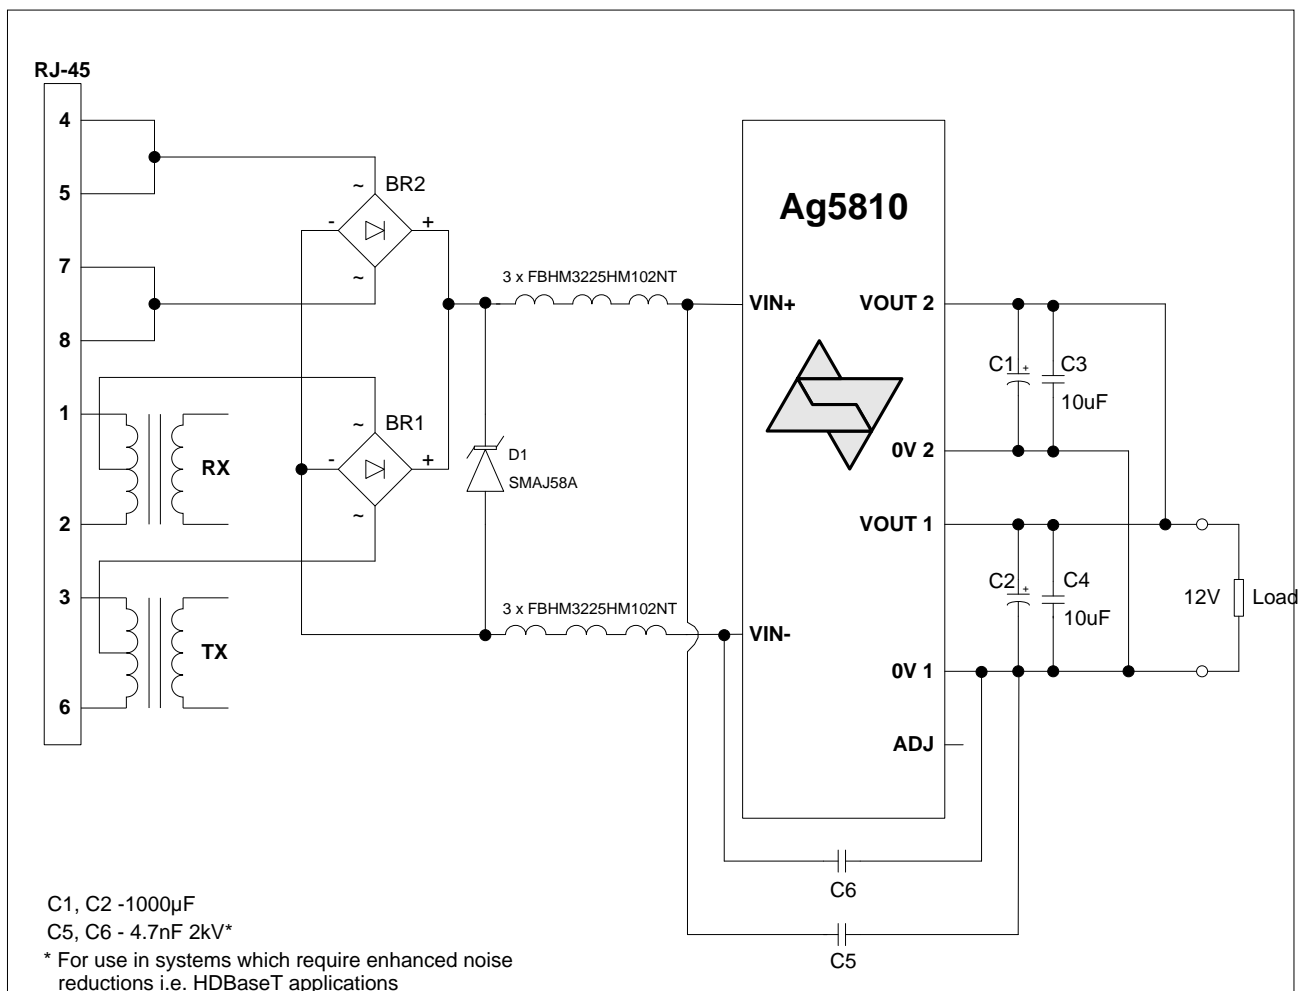 RJ-45
4
5
7
8
1
2
3
6
~
BR2
-
+
~
~
BR1
-
+
~
RX
TX
3 x FBHM3225HM102NT
D1
SMAJ58A
3 x FBHM3225HM102NT
Ag5810
VIN+
VIN-
VOUT 2
0V 2
VOUT 1
0V 1
ADJ
C1
+
C3
10uF
C2
+
C4
10uF
12V
Load
C6
C5
C1, C2 -1000µF
C5, C6 - 4.7nF 2kV*
* For use in systems which require enhanced noise
reductions i.e. HDBaseT applications